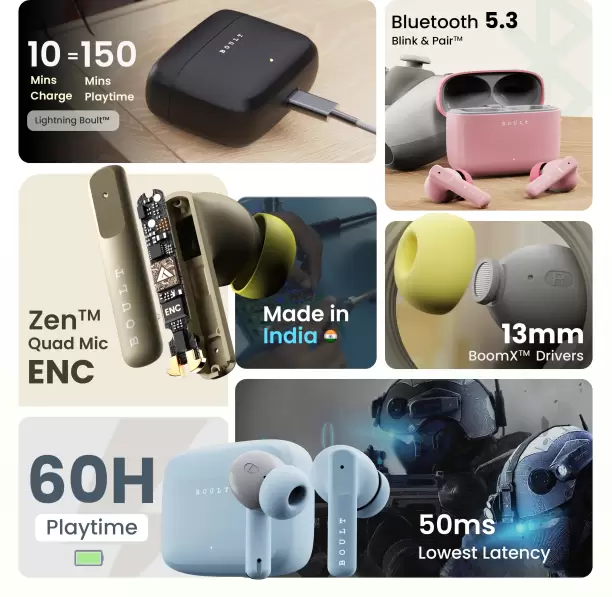 10 = 150
Mins Mins
Charge Playtime
Lightning Boult™
BOULT
Bluetooth 5.3
Blink & Pair™
BOULT
BOULT
ENC
Zen™
Quad Mic
ENC
Made in
India
R
13mm
BoomX™ Drivers
60H
Playtime
BOULT
BOULT
50ms
Lowest Latency